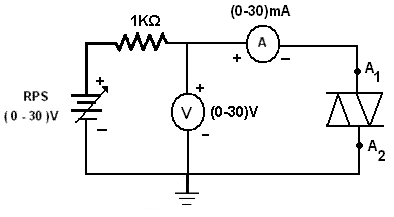 (0-30)mA
1KΩ
A
+ −
A1
+
RPS
(0 - 30)V
−
+
V
(0-30)V
−
A2